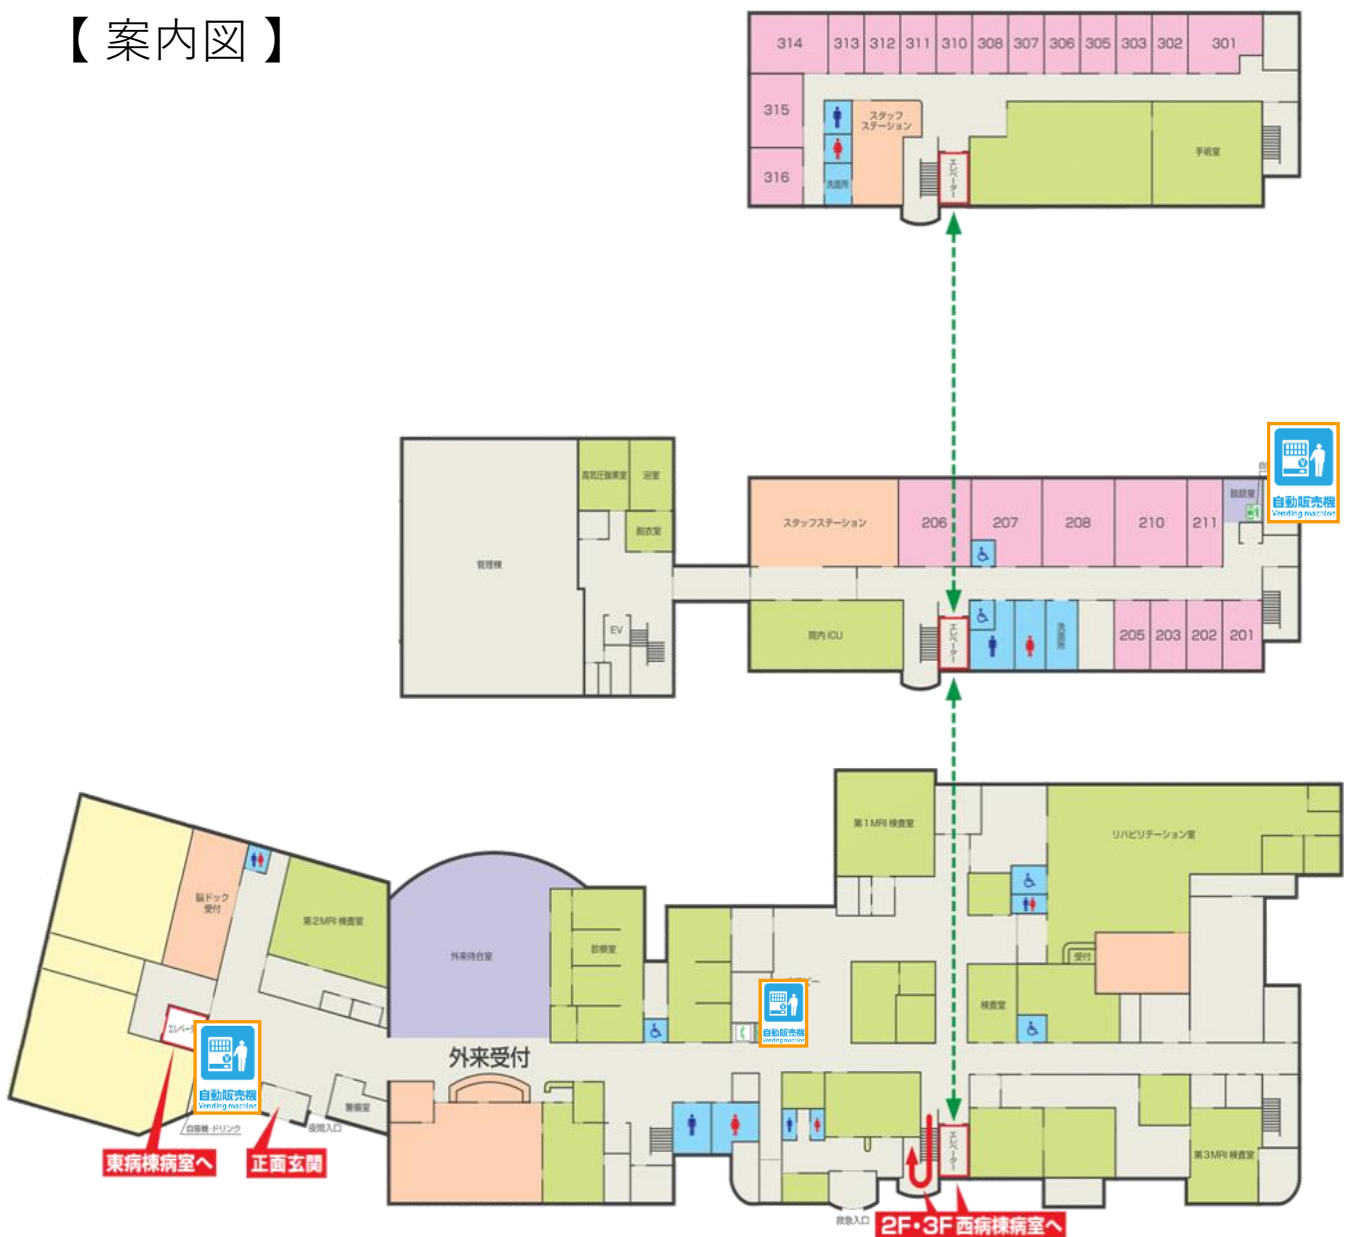 【 案内図 】
314 313 312 311 310 308 307 306 305 303 302 301
315
スタッフ
ステーション
手術室
エレベーター
316
洗面所
高気圧酸素室 浴室
談話室
自動販売機
Vending machine
スタッフステーション
206 207 208 210 211
脱衣室
管理棟
EV
院内 ICU
エレベーター
洗面所
205 203 202 201
第1MRI 検査室
リハビリテーション室
脳ドック
受付
第2MRI 検査室
外来待合室
診察室
受付
自動販売機
Vending machine
検査室
自動販売機
Vending machine
外来受付
警備室
自販機・ドリンク
夜間入口
エレベーター
第3MRI 検査室
東病棟病室へ
正面玄関
救急入口
2F・3F 西病棟病室へ